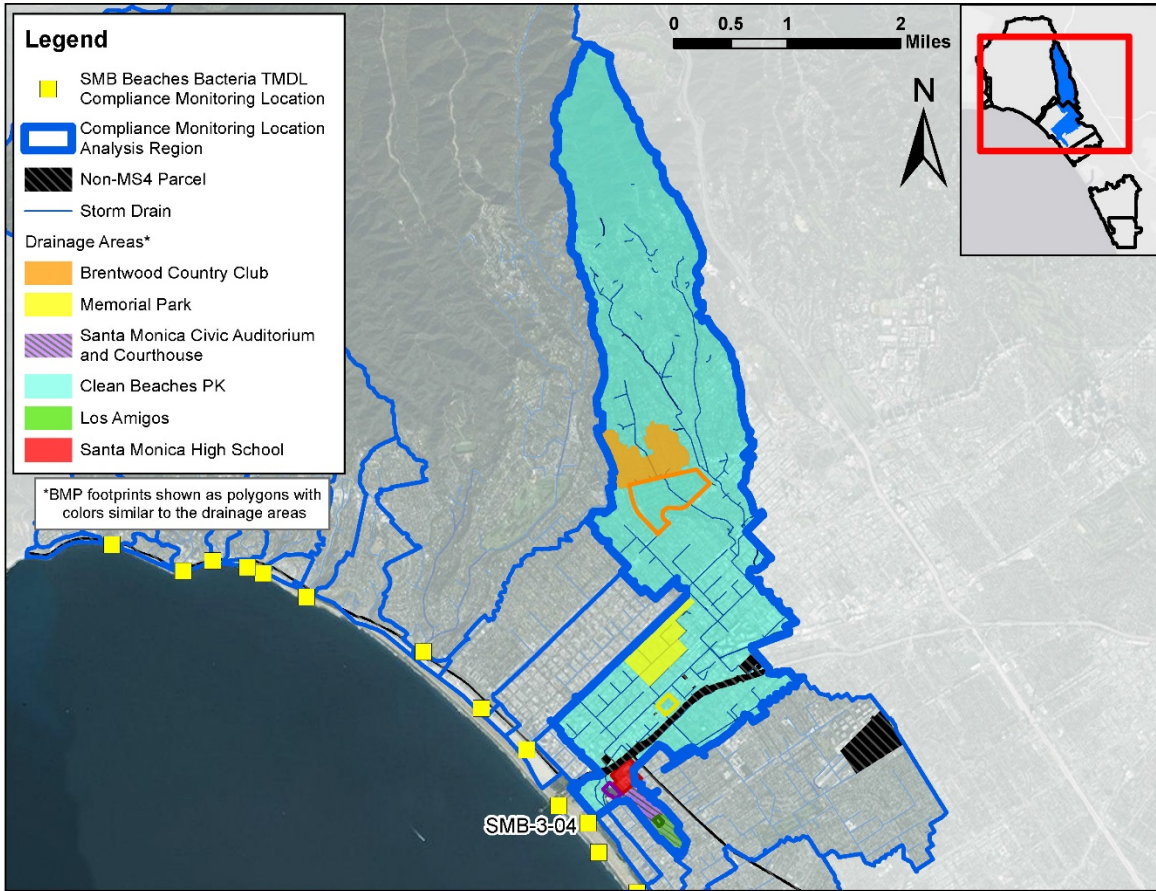 Legend
SMB Beaches Bacteria TMDL
Compliance Monitoring Location
Compliance Monitoring Location
Analysis Region
Non-MS4 Parcel
Storm Drain
Drainage Areas*
Brentwood Country Club
Memorial Park
Santa Monica Civic Auditorium
and Courthouse
Clean Beaches PK
Los Amigos
Santa Monica High School
*BMP footprints shown as polygons with
colors similar to the drainage areas
0 0.5 1 2
Miles
N
SMB-3-04